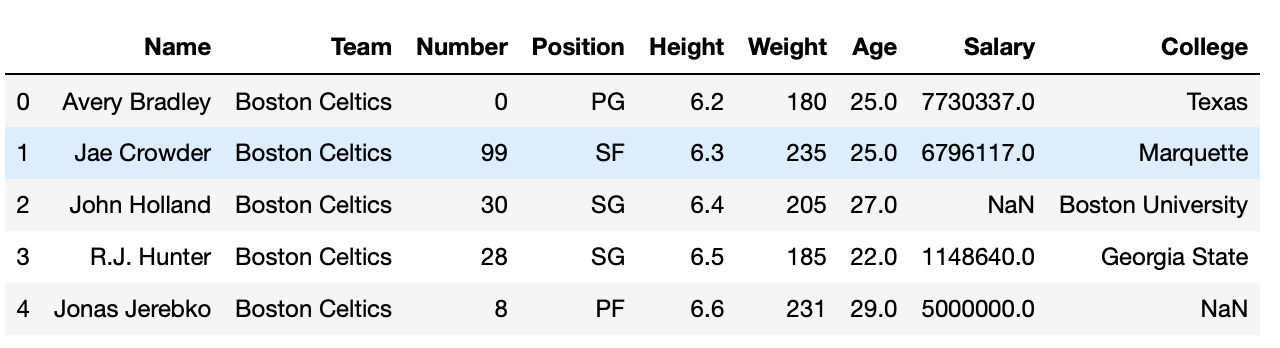 Name Team Number Position Height Weight Age Salary College
0 Avery Bradley Boston Celtics 0 PG 6.2 180 25.0 7730337.0 Texas
1 Jae Crowder Boston Celtics 99 SF 6.3 235 25.0 6796117.0 Marquette
2 John Holland Boston Celtics 30 SG 6.4 205 27.0 NaN Boston University
3 R.J. Hunter Boston Celtics 28 SG 6.5 185 22.0 1148640.0 Georgia State
4 Jonas Jerebko Boston Celtics 8 PF 6.6 231 29.0 5000000.0 NaN